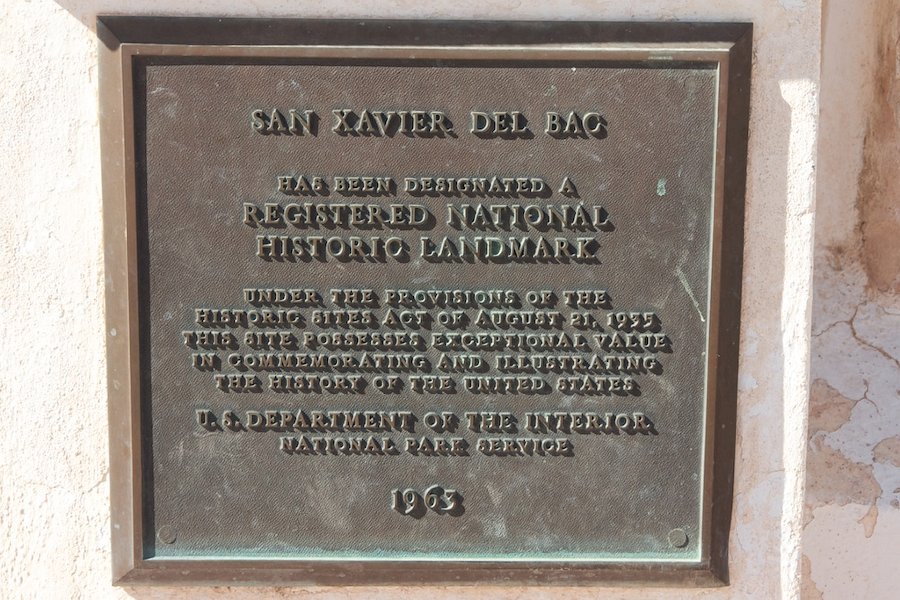 SAN XAVIER DEL BAC
HAS BEEN DESIGNATED A
REGISTERED NATIONAL
HISTORIC LANDMARK
UNDER THE PROVISIONS OF THE
HISTORIC SITES ACT OF AUGUST 21, 1935
THIS SITE POSSESSES EXCEPTIONAL VALUE
IN COMMEMORATING AND ILLUSTRATING
THE HISTORY OF THE UNITED STATES
U. S. DEPARTMENT OF THE INTERIOR
NATIONAL PARK SERVICE
1963